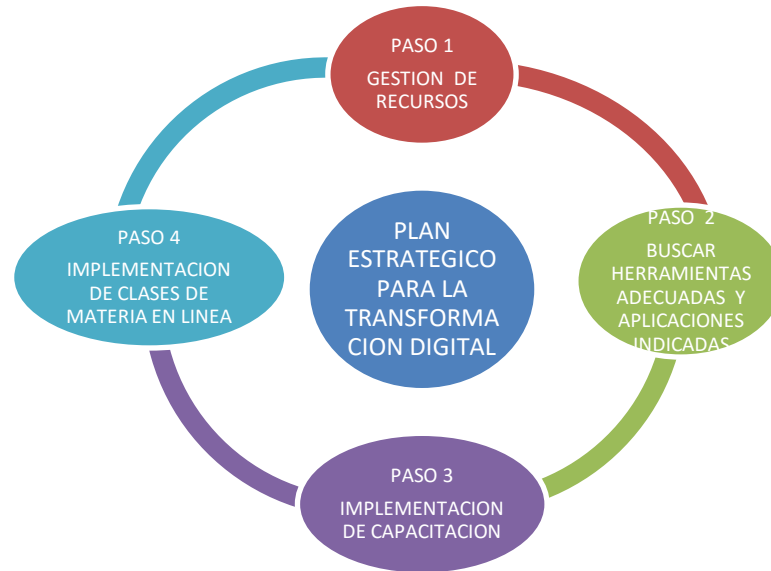 PASO 1
GESTION DE
RECURSOS
PASO 2
BUSCAR
HERRAMIENTAS
ADECUADAS Y
APLICACIONES
INDICADAS
PASO 3
IMPLEMENTACION
DE CAPACITACION
PASO 4
IMPLEMENTACION
DE CLASES DE
MATERIA EN LINEA
PLAN
ESTRATEGICO
PARA LA
TRANSFORMA
CION DIGITAL